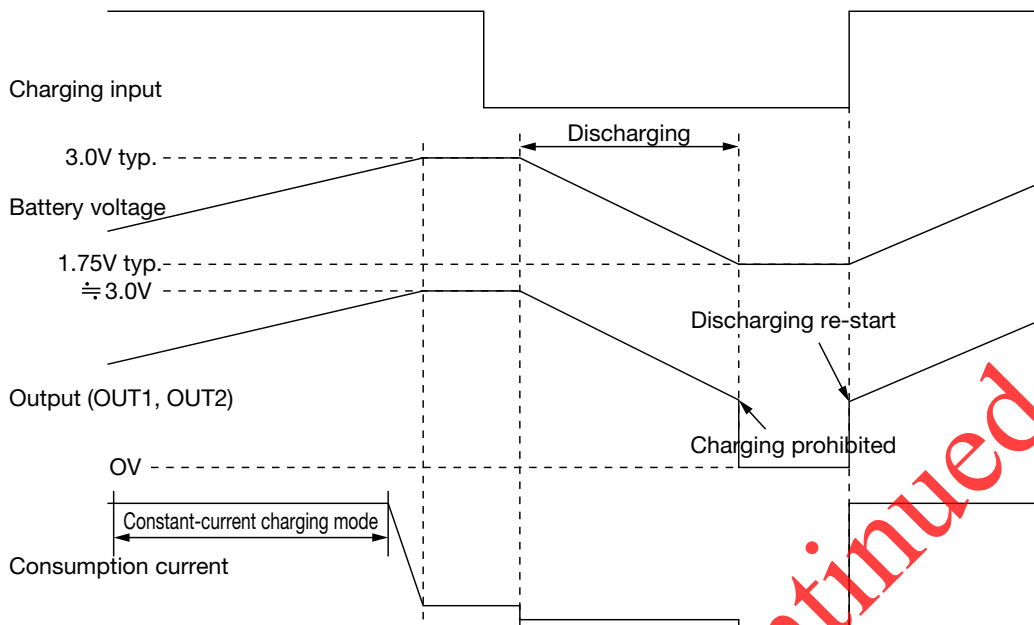 Charging input
Discharging
3.0V typ.
Battery voltage
1.75V typ.
≒3.0V
Discharging re-start
Output (OUT1, OUT2)
Charging prohibited
OV
Constant-current charging mode
Consumption current
tinued